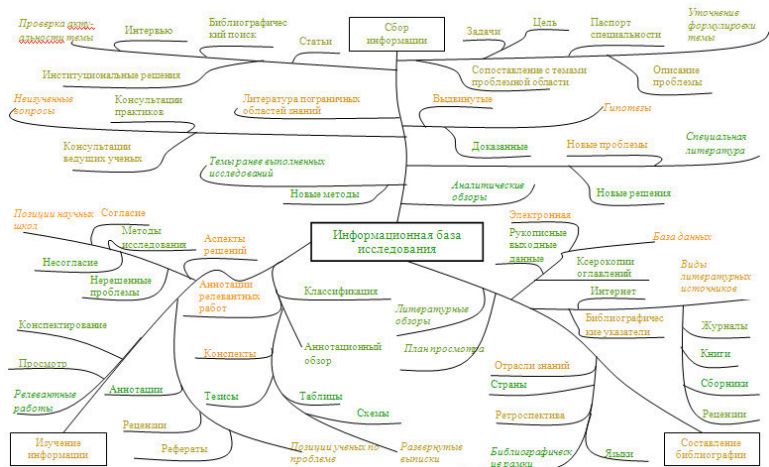 Проверка акту-
альности темы
Интервью
Библиографичес
кий поиск
Статьи
Сбор
информации
Задачи
Цель
Паспорт
специальности
Уточнение
формулировки
темы
Институциональные решения
Сопоставление с темами
проблемной области
Описание
проблемы
Неизученные
вопросы
Консультации
практиков
Литература пограничных
областей знаний
Выдвинутые
Гипотезы
Консультации
ведущих ученых
Темы ранее выполненных
исследований
Доказанные
Новые проблемы
Специальная
литература
Новые методы
Аналитические
обзоры
Новые решения
Позиции научных
школ
Согласие
Методы
исследования
Несогласие
Нерешенные
проблемы
Аспекты
решений
Информационная база
исследования
Электронная
Рукописные
выходные
данные
База данных
Ксерокопии
оглавлений
Виды
литературных
источников
Аннотации
релевантных
работ
Классификация
Литературные
обзоры
Интернет
Библиографичес
кие указатели
Конспектирование
Конспекты
Аннотационный
обзор
План просмотра
Журналы
Просмотр
Отрасли знаний
Книги
Релевантные
работы
Аннотации
Тезисы
Таблицы
Страны
Сборники
Рецензии
Схемы
Ретроспектива
Рецензии
Изучение
информации
Рефераты
Позиции ученых по
проблеме
Развернутые
выписки
Библиографичес
кие рамки
Языки
Составление
библиографии